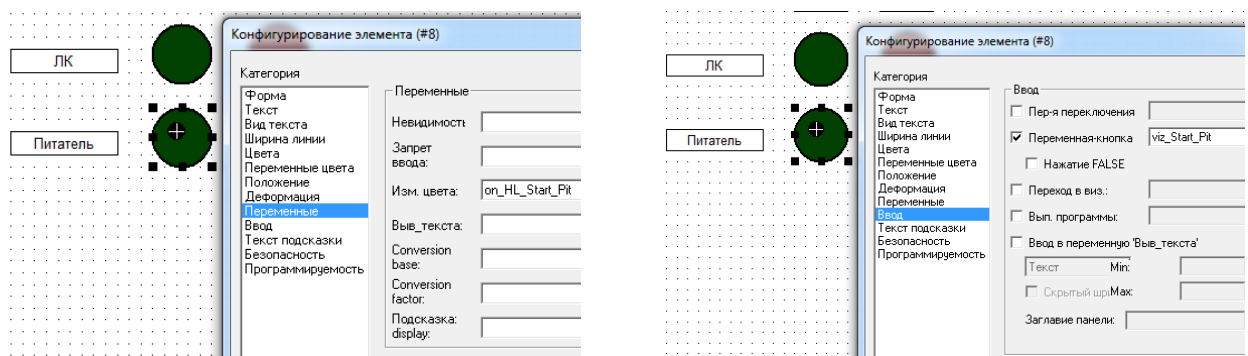 Конфигурирование элемента (#8)
ЛК
Питатель
Категория
Форма
Текст
Вид текста
Ширина линии
Цвета
Переменные цвета
Положение
Деформация
Переменные
Ввод
Текст подсказки
Безопасность
Программируемость
Переменные
Невидимость
Запрет
ввода:
Изм. цвета: on_HL_Start_Pit
Выв_текста:
Conversion
base:
Conversion
factor:
Подсказка:
display:
Конфигурирование элемента (#8)
ЛК
Питатель
Категория
Форма
Текст
Вид текста
Ширина линии
Цвета
Переменные цвета
Положение
Деформация
Переменные
Ввод
Текст подсказки
Безопасность
Программируемость
Ввод
Пер-я переключения
Переменная-кнопка viz_Start_Pit
Нажатие FALSE
Переход в виз.:
Вып. программы:
Ввод в переменную 'Выв_текста'
Текст Min:
Скрытый шри Max:
Заглавие панели: